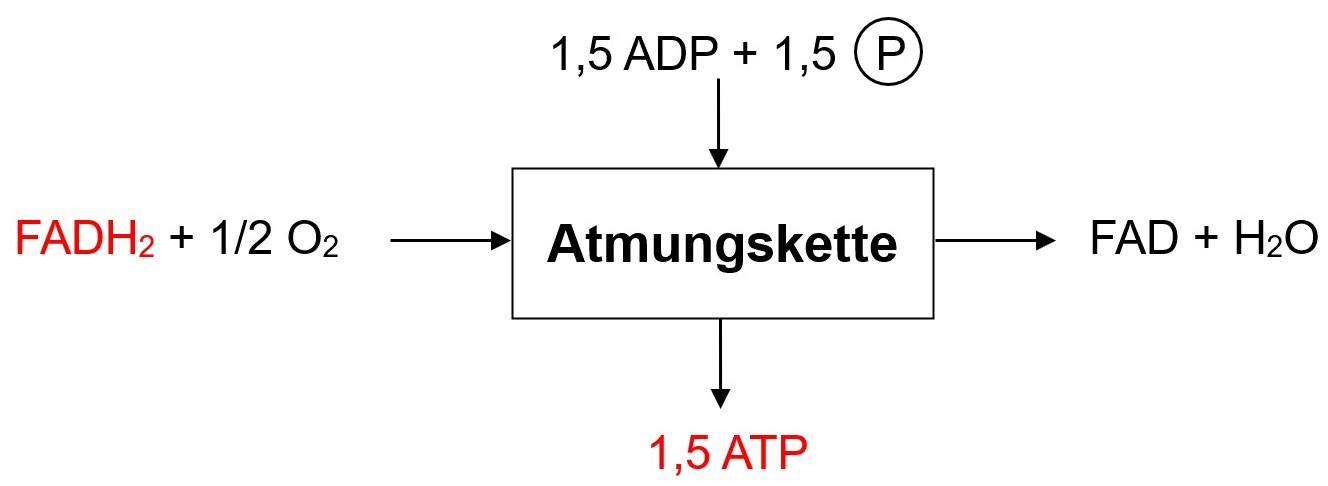 1,5 ADP + 1,5 P
FADH₂ + 1/2 O₂ Atmungskette FAD + H₂O
1,5 ATP